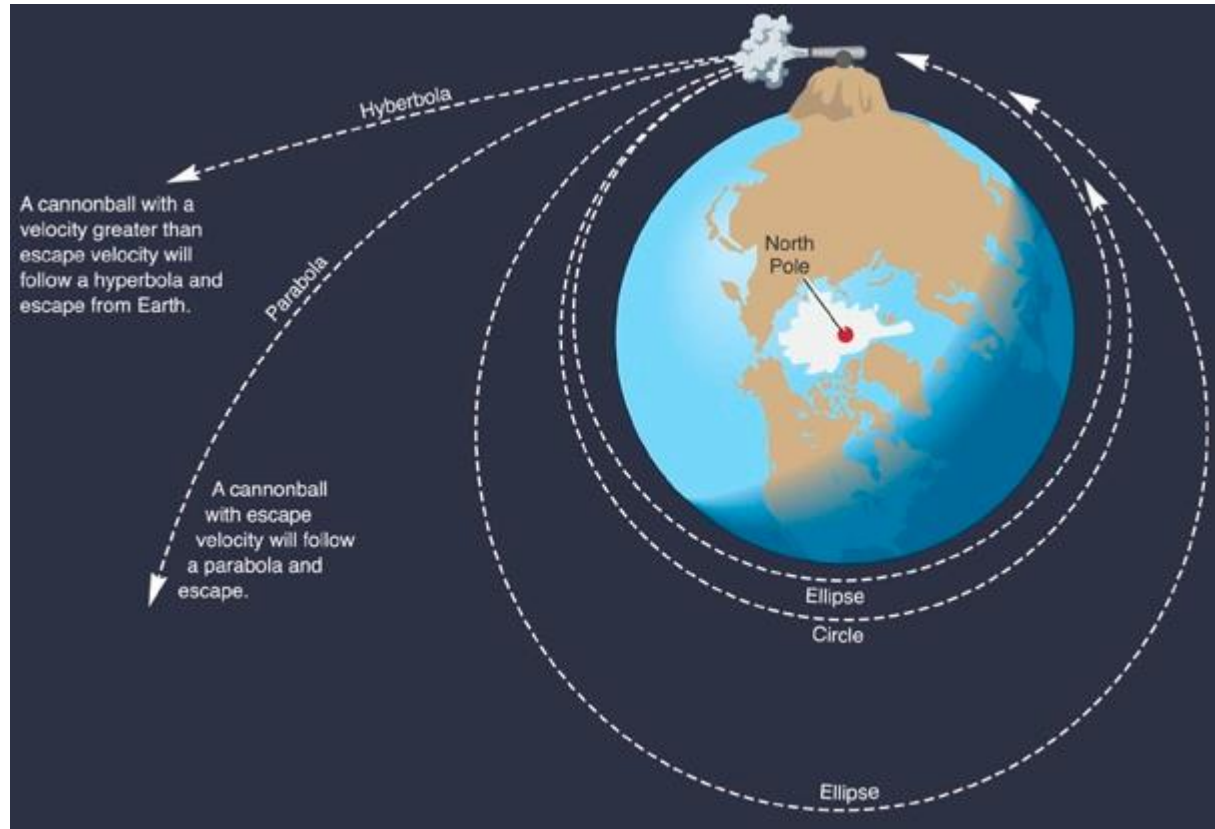 Hyberbola
A cannonball with a
velocity greater than
escape velocity will
follow a hyperbola and
escape from Earth.
Parabola
North
Pole
A cannonball
with escape
velocity will follow
a parabola and
escape.
Ellipse
Circle
Ellipse